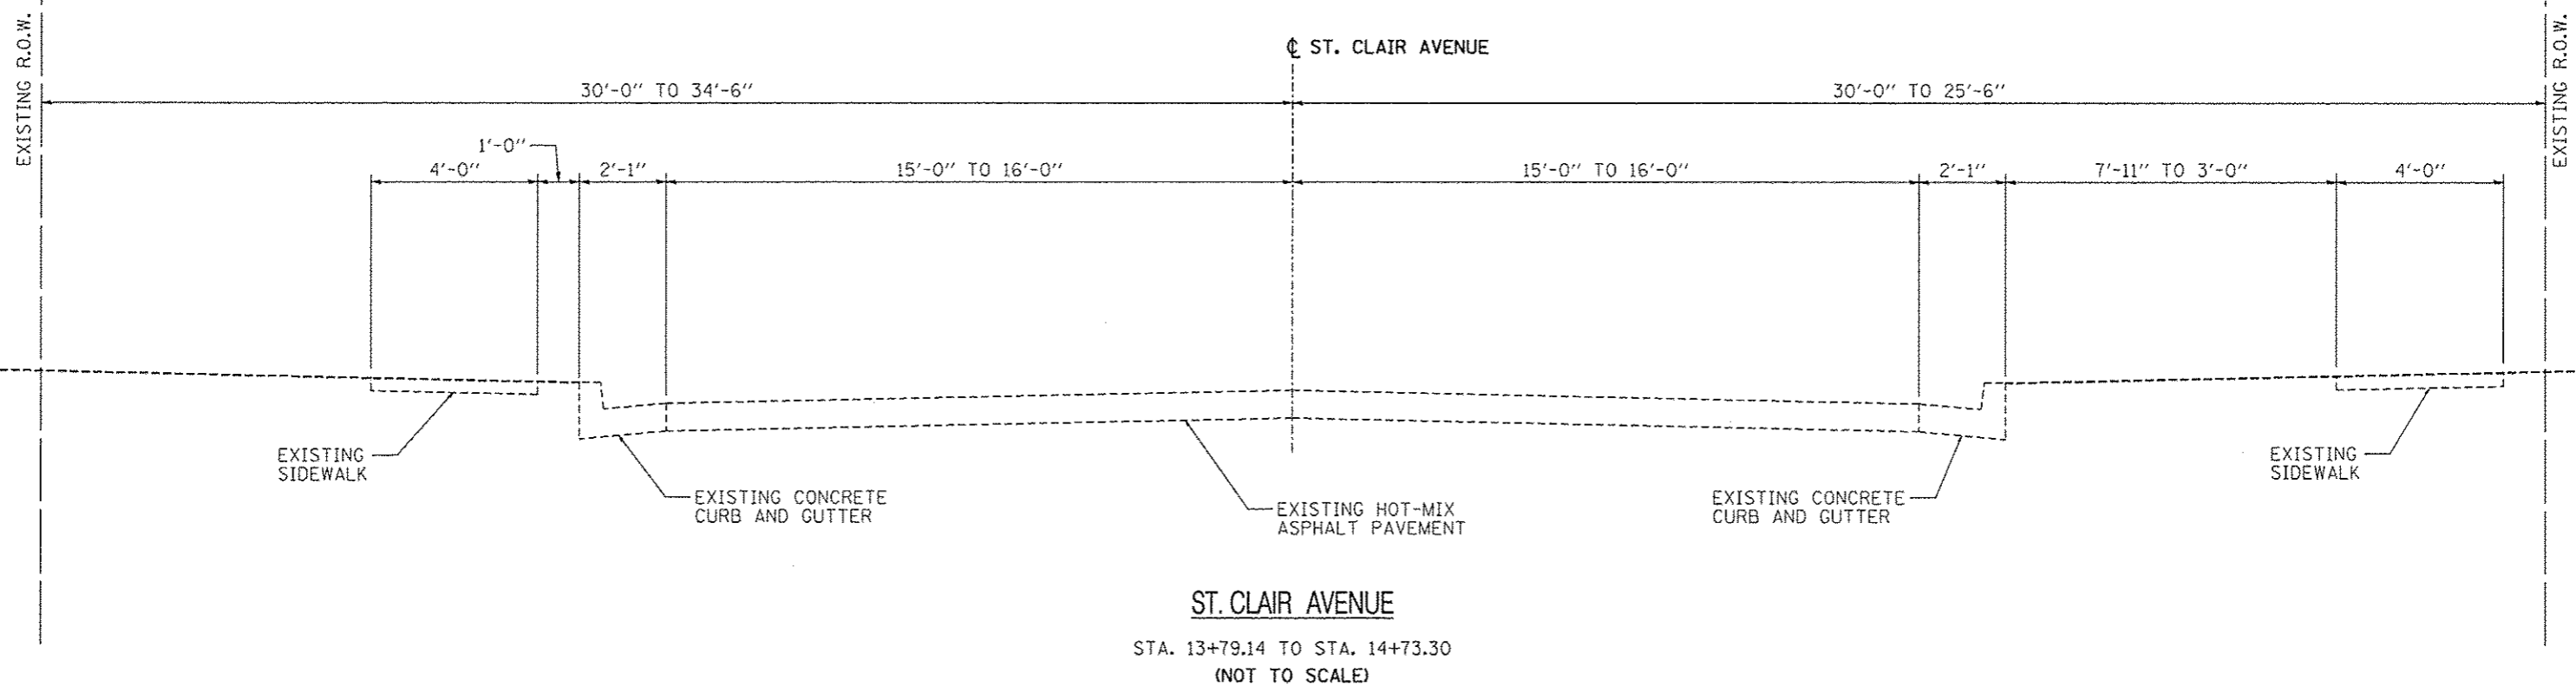 EXISTING R.O.W.
℄ ST. CLAIR AVENUE
EXISTING R.O.W.
30'-0" TO 34'-6"
30'-0" TO 25'-6"
1'-0"
4'-0"
2'-1"
15'-0" TO 16'-0"
15'-0" TO 16'-0"
2'-1"
7'-11" TO 3'-0"
4'-0"
EXISTING
SIDEWALK
EXISTING CONCRETE
CURB AND GUTTER
EXISTING HOT-MIX
ASPHALT PAVEMENT
EXISTING CONCRETE
CURB AND GUTTER
EXISTING
SIDEWALK
ST. CLAIR AVENUE
STA. 13+79.14 TO STA. 14+73.30
(NOT TO SCALE)